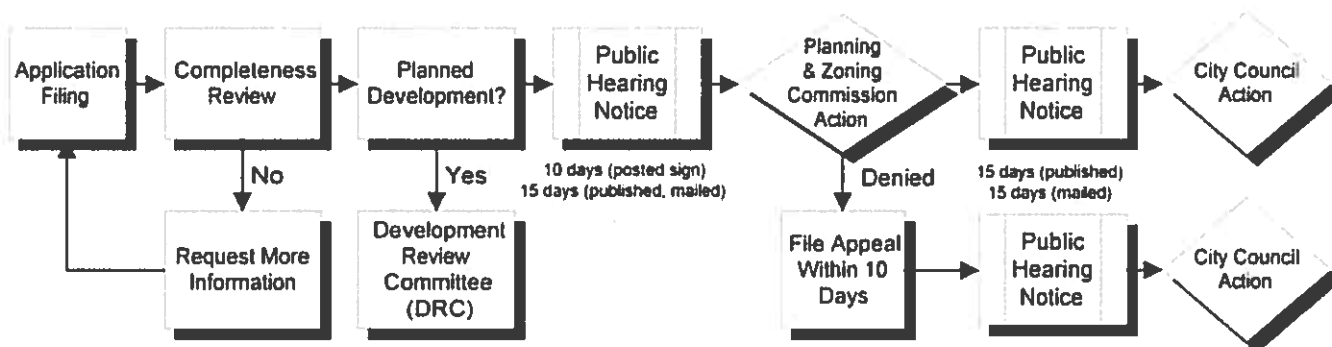 Application
Filing
Completeness
Review
Planned
Development?
Public
Hearing
Notice
Planning
& Zoning
Commission
Action
Public
Hearing
Notice
City Council
Action
No
Yes
10 days (posted sign)
15 days (published, mailed)
Denied
15 days (published)
15 days (mailed)
Request More
Information
Development
Review
Committee
(DRC)
File Appeal
Within 10
Days
Public
Hearing
Notice
City Council
Action